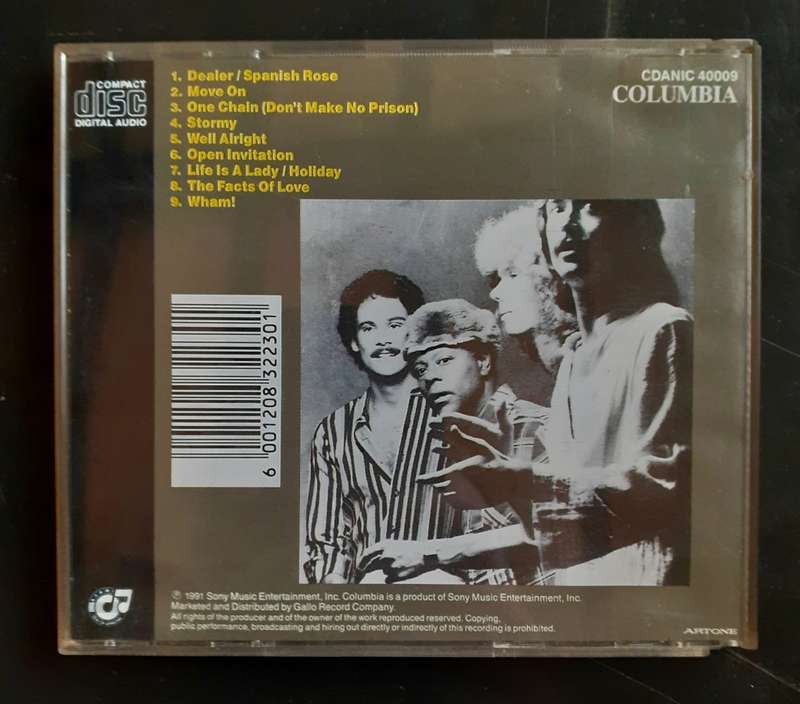 COMPACT
disc
DIGITAL AUDIO
1. Dealer / Spanish Rose
2. Move On
3. One Chain (Don't Make No Prison)
4. Stormy
5. Well Alright
6. Open Invitation
7. Life Is A Lady / Holiday
8. The Facts Of Love
9. Wham!
CDANIC 40009
COLUMBIA
6 001208 322301
℗ 1991 Sony Music Entertainment, Inc. Columbia is a product of Sony Music Entertainment, Inc.
Marketed and Distributed by Gallo Record Company.
All rights of the producer and of the owner of the work reproduced reserved. Copying,
public performance, broadcasting and hiring out directly or indirectly of this recording is prohibited.
ARTONE